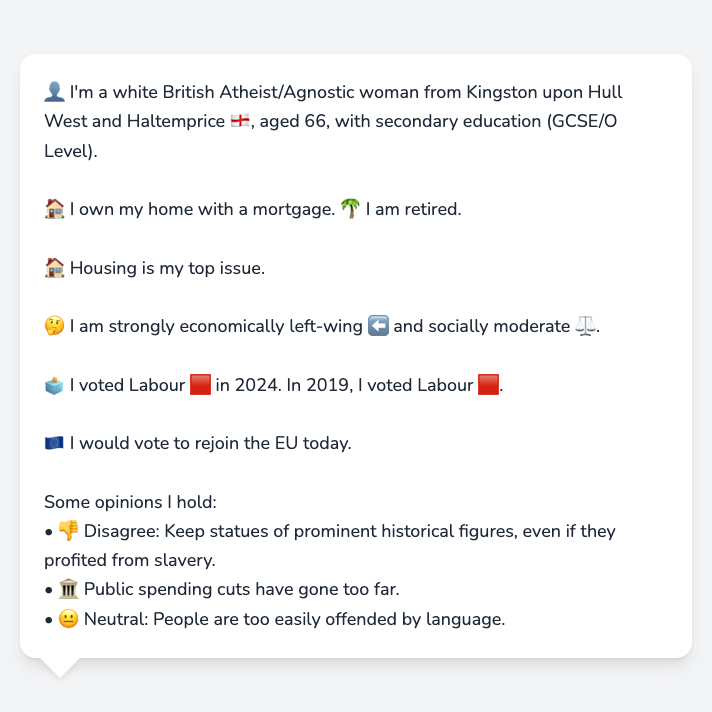 👤 I'm a white British Atheist/Agnostic woman from Kingston upon Hull
West and Haltemprice 🏴󠁧󠁢󠁥󠁮󠁧󠁿, aged 66, with secondary education (GCSE/O
Level).
🏠 I own my home with a mortgage. 🌴 I am retired.
🏠 Housing is my top issue.
🤔 I am strongly economically left-wing ⬅️ and socially moderate ⚖️.
🗳️ I voted Labour 🟥 in 2024. In 2019, I voted Labour 🟥.
🇪🇺 I would vote to rejoin the EU today.
Some opinions I hold:
• 👎 Disagree: Keep statues of prominent historical figures, even if they
profited from slavery.
• 🏛️ Public spending cuts have gone too far.
• 😐 Neutral: People are too easily offended by language.